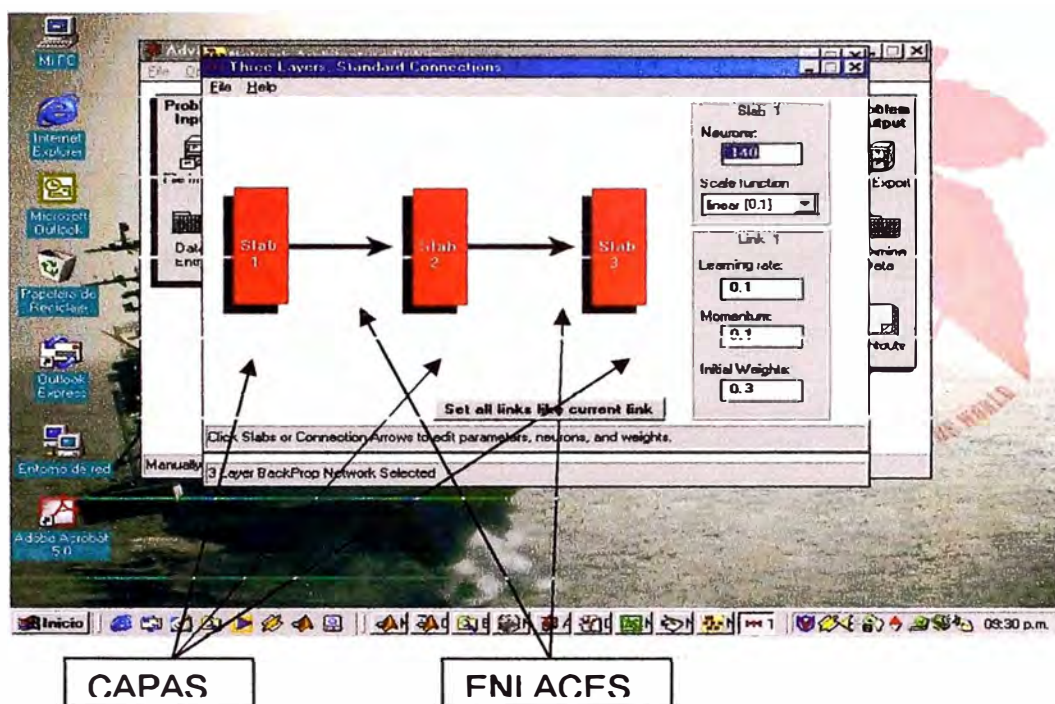 Mi PC
Internet
Explorer
Microsoft
Outlook
Papelera de
Reciclaje
Outlook
Express
Entorno de red
Adobe Acrobat
5.0
Three Layers, Standard Connections
File Help
Slab
1
Slab
2
Slab
3
Slab 1
Neurons:
140
Scale function
linear [0,1]
Link 1
Learning rate:
0.1
Momentum:
0.1
Initial Weights:
0.3
Set all links like current link
Click Slabs or Connection Arrows to edit parameters, neurons, and weights.
Manually
3 Layer BackProp Network Selected
Data
Export
Data
WORLD
Inicio
09:30 p.m.
CAPAS
ENLACES